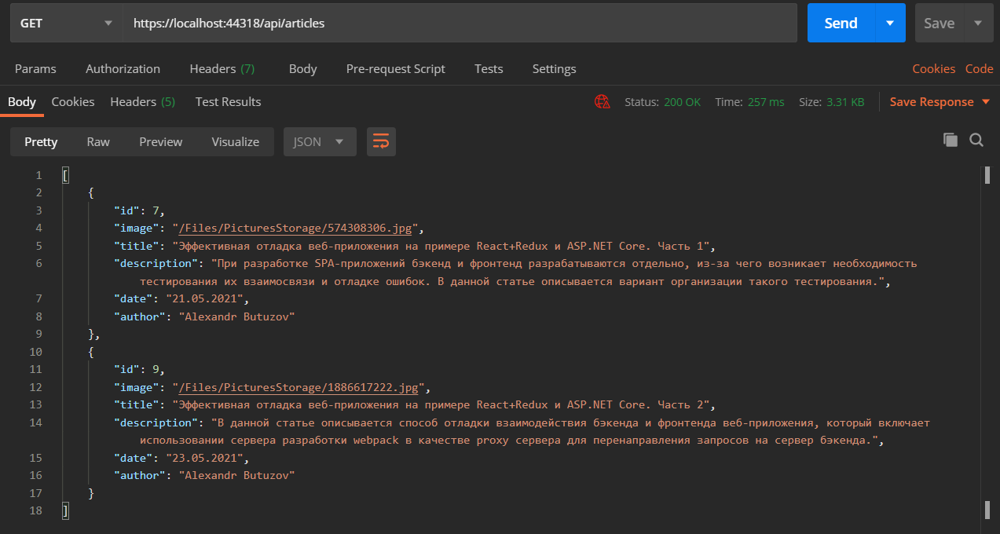 GET https://localhost:44318/api/articles Send Save
Params Authorization Headers (7) Body Pre-request Script Tests Settings Cookies Code
Body Cookies Headers (5) Test Results Status: 200 OK Time: 257 ms Size: 3.31 KB Save Response
Pretty Raw Preview Visualize JSON
1 [
2 {
3 "id": 7,
4 "image": "/Files/PicturesStorage/574308306.jpg",
5 "title": "Эффективная отладка веб-приложения на примере React+Redux и ASP.NET Core. Часть 1",
6 "description": "При разработке SPA-приложений бэкенд и фронтенд разрабатываются отдельно, из-за чего возникает необходимость
тестирования их взаимосвязи и отладке ошибок. В данной статье описывается вариант организации такого тестирования.",
7 "date": "21.05.2021",
8 "author": "Alexandr Butuzov"
9 },
10 {
11 "id": 9,
12 "image": "/Files/PicturesStorage/1886617222.jpg",
13 "title": "Эффективная отладка веб-приложения на примере React+Redux и ASP.NET Core. Часть 2",
14 "description": "В данной статье описывается способ отладки взаимодействия бэкенда и фронтенда веб-приложения, который включает
использовании сервера разработки webpack в качестве proxy сервера для перенаправления запросов на сервер бэкенда.",
15 "date": "23.05.2021",
16 "author": "Alexandr Butuzov"
17 }
18 ]